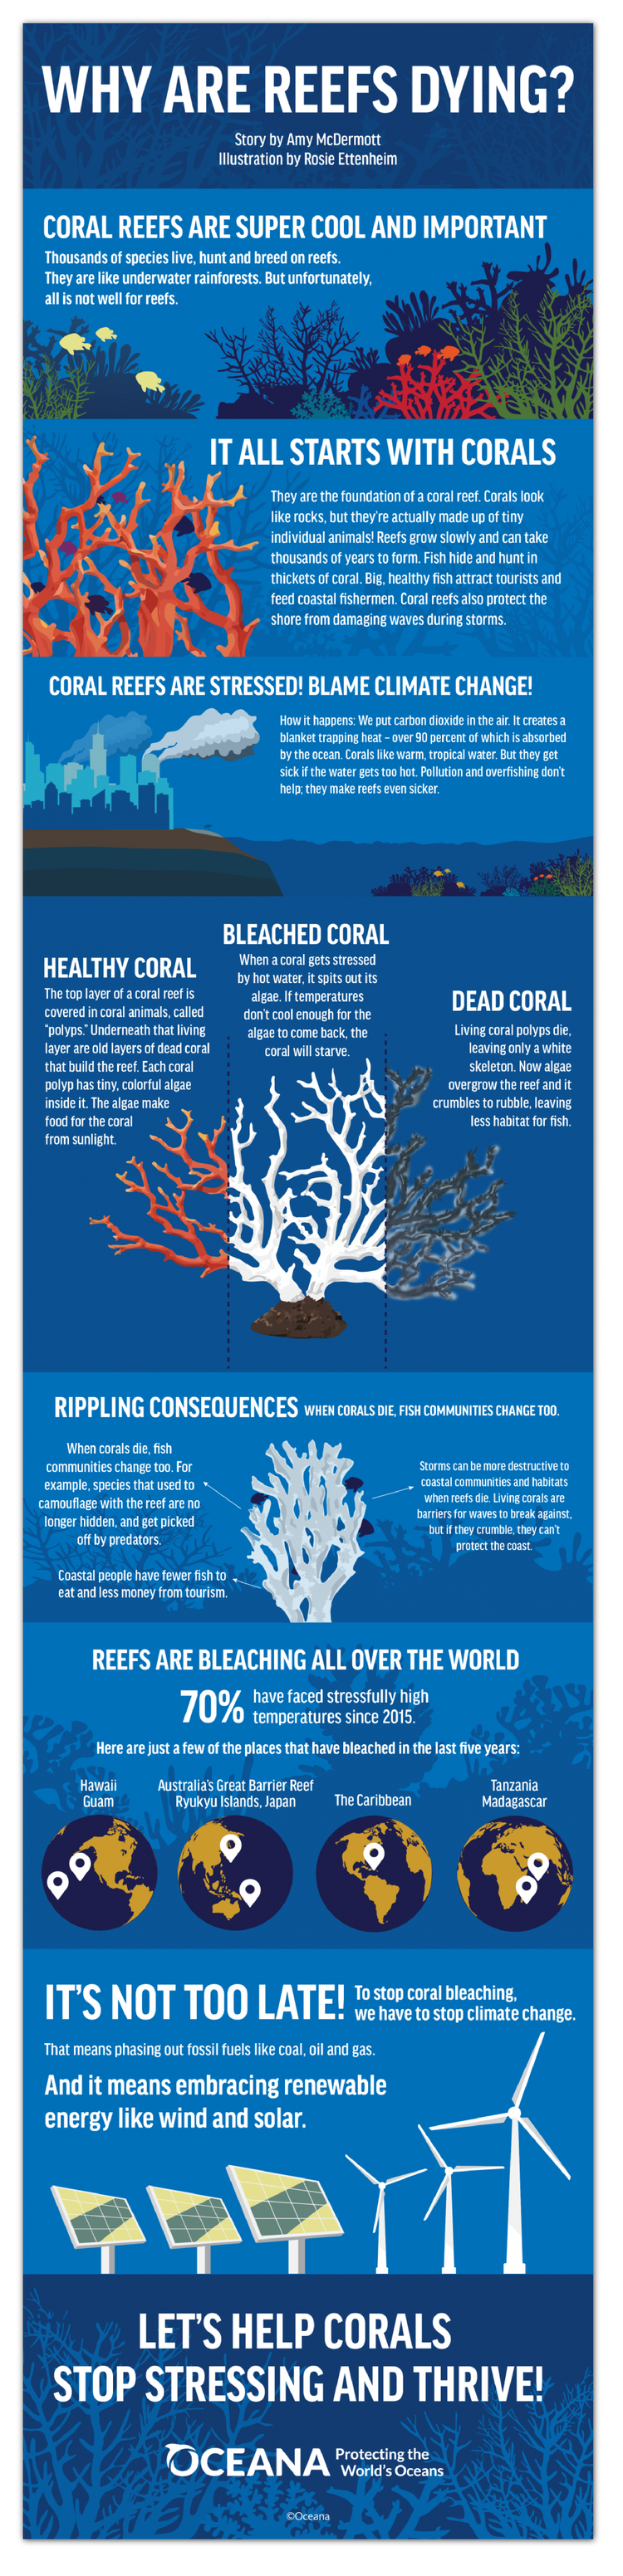 WHY ARE REEFS DYING?
Story by Amy McDermott
Illustration by Rosie Ettenheim
CORAL REEFS ARE SUPER COOL AND IMPORTANT
Thousands of species live, hunt and breed on reefs.
They are like underwater rainforests. But unfortunately,
all is not well for reefs.
IT ALL STARTS WITH CORALS
They are the foundation of a coral reef. Corals look
like rocks, but they're actually made up of tiny
individual animals! Reefs grow slowly and can take
thousands of years to form. Fish hide and hunt in
thickets of coral. Big, healthy fish attract tourists and
feed coastal fishermen. Coral reefs also protect the
shore from damaging waves during storms.
CORAL REEFS ARE STRESSED! BLAME CLIMATE CHANGE!
How it happens: We put carbon dioxide in the air. It creates a
blanket trapping heat – over 90 percent of which is absorbed
by the ocean. Corals like warm, tropical water. But they get
sick if the water gets too hot. Pollution and overfishing don't
help; they make reefs even sicker.
HEALTHY CORAL
The top layer of a coral reef is
covered in coral animals, called
"polyps." Underneath that living
layer are old layers of dead coral
that build the reef. Each coral
polyp has tiny, colorful algae
inside it. The algae make
food for the coral
from sunlight.
BLEACHED CORAL
When a coral gets stressed
by hot water, it spits out its
algae. If temperatures
don't cool enough for the
algae to come back, the
coral will starve.
DEAD CORAL
Living coral polyps die,
leaving only a white
skeleton. Now algae
overgrow the reef and it
crumbles to rubble, leaving
less habitat for fish.
RIPPLING CONSEQUENCES WHEN CORALS DIE, FISH COMMUNITIES CHANGE TOO.
When corals die, fish
communities change too. For
example, species that used to
camouflage with the reef are no
longer hidden, and get picked
off by predators.
Coastal people have fewer fish to
eat and less money from tourism.
Storms can be more destructive to
coastal communities and habitats
when reefs die. Living corals are
barriers for waves to break against,
but if they crumble, they can't
protect the coast.
REEFS ARE BLEACHING ALL OVER THE WORLD
70% have faced stressfully high
temperatures since 2015.
Here are just a few of the places that have bleached in the last five years:
Hawaii
Guam
Australia's Great Barrier Reef
Ryukyu Islands, Japan
The Caribbean
Tanzania
Madagascar
IT'S NOT TOO LATE! To stop coral bleaching,
we have to stop climate change.
That means phasing out fossil fuels like coal, oil and gas.
And it means embracing renewable
energy like wind and solar.
LET'S HELP CORALS
STOP STRESSING AND THRIVE!
OCEANA Protecting the
World's Oceans
©Oceana